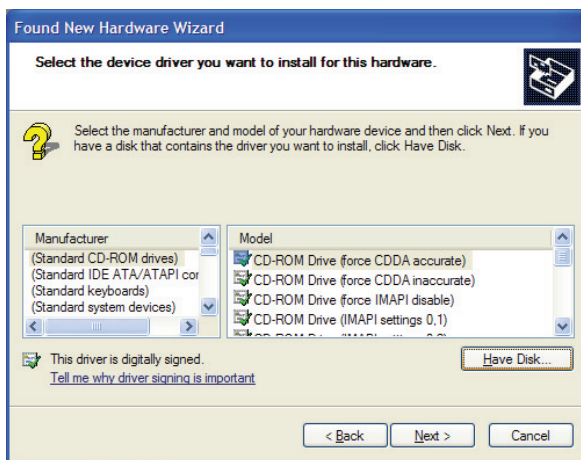 Found New Hardware Wizard
Select the device driver you want to install for this hardware.
Select the manufacturer and model of your hardware device and then click Next. If you
have a disk that contains the driver you want to install, click Have Disk.
Manufacturer
(Standard CD-ROM drives)
(Standard IDE ATA/ATAPI cor
(Standard keyboards)
(Standard system devices)
Model
CD-ROM Drive (force CDDA accurate)
CD-ROM Drive (force CDDA inaccurate)
CD-ROM Drive (force IMAPI disable)
CD-ROM Drive (IMAPI settings 0,1)
This driver is digitally signed.
Tell me why driver signing is important
Have Disk...
< Back
Next >
Cancel